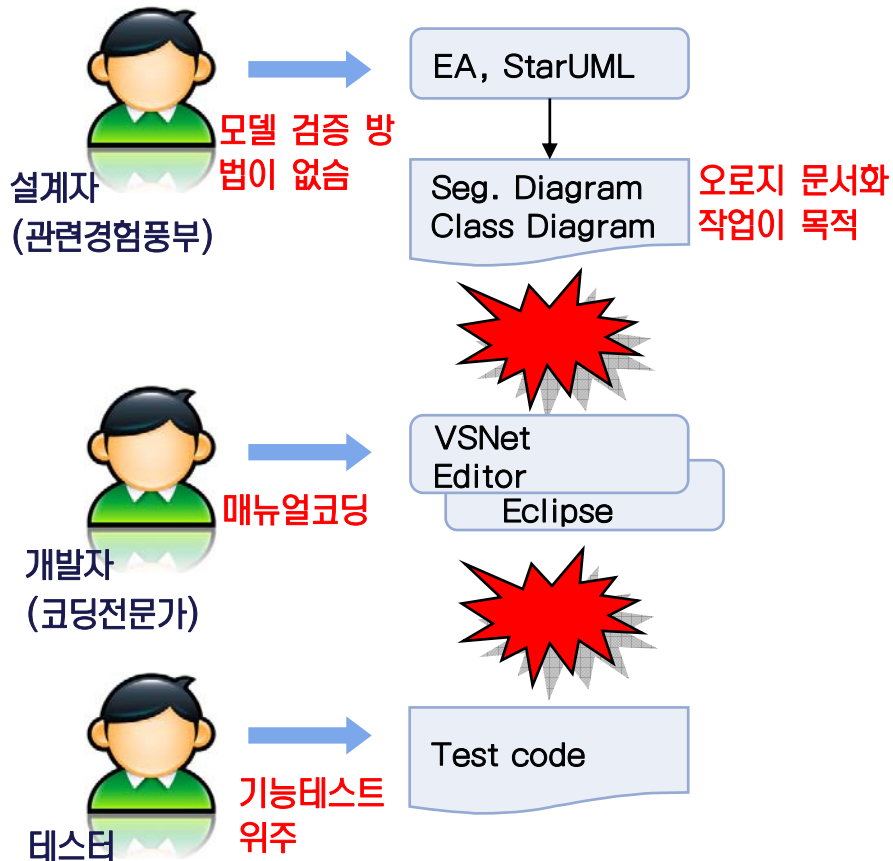 EA, StarUML
모델 검증 방
법이 없슴
설계자
(관련경험풍부)
Seg. Diagram
Class Diagram
오로지 문서화
작업이 목적
VSNet
Editor
Eclipse
매뉴얼코딩
개발자
(코딩전문가)
Test code
기능테스트
위주
테스터